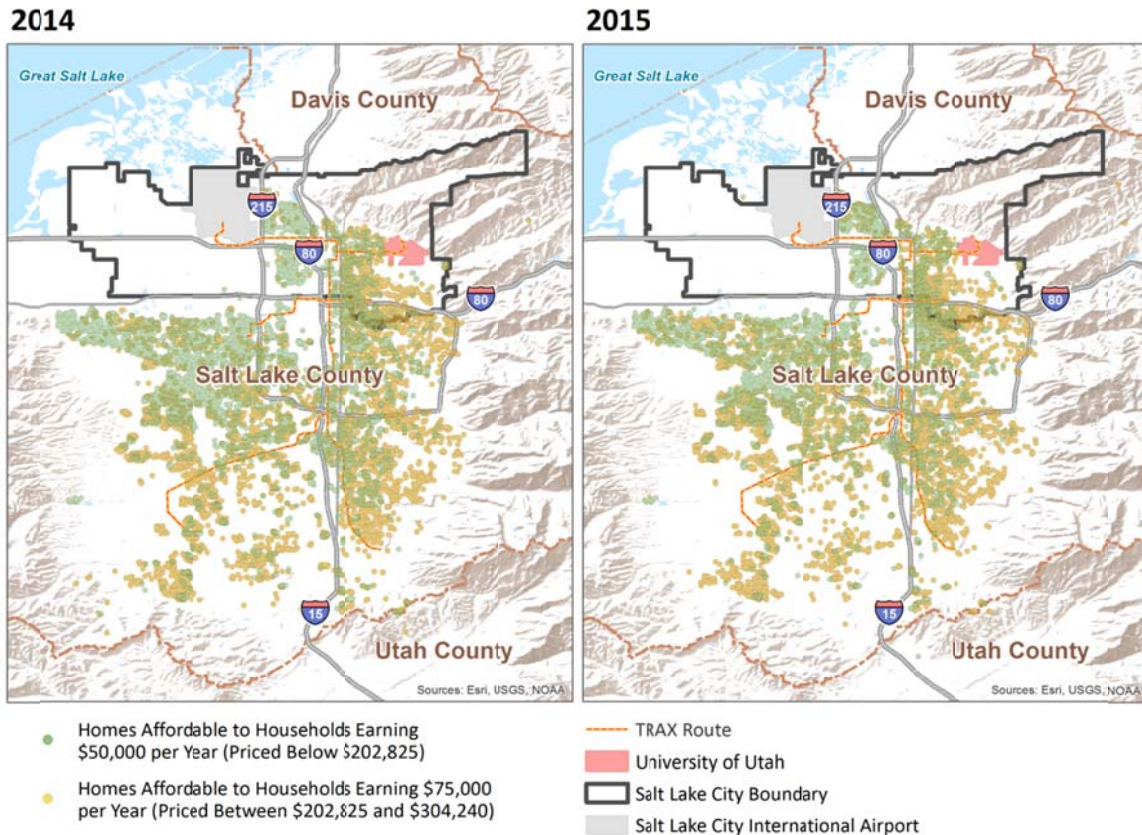 2014
Great Salt Lake
Davis County
215
80
80
Salt Lake County
15
Utah County
Sources: Esri, USGS, NOAA
2015
Great Salt Lake
Davis County
215
80
80
Salt Lake County
15
Utah County
Sources: Esri, USGS, NOAA
Homes Affordable to Households Earning
$50,000 per Year (Priced Below $202,825)
Homes Affordable to Households Earning $75,000
per Year (Priced Between $202,825 and $304,240)
TRAX Route
University of Utah
Salt Lake City Boundary
Salt Lake City International Airport